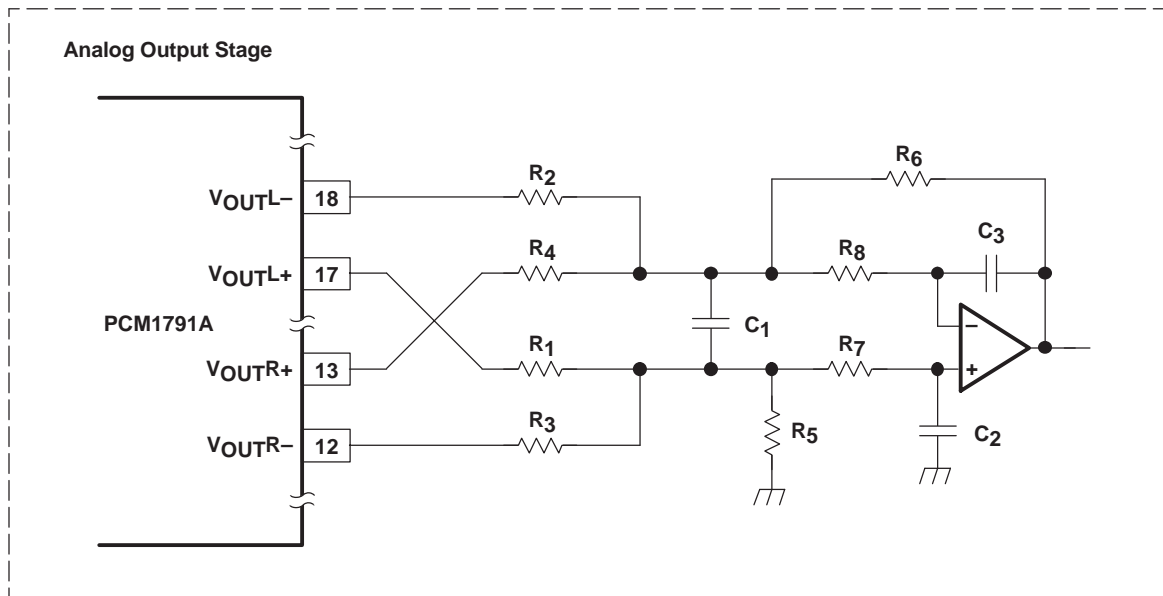 Analog Output Stage
R6
R2
VOUTL– 18
C3
R4
R8
VOUTL+ 17
C1
–
PCM1791A
R1
R7
VOUTR+ 13
+
R3
R5
C2
VOUTR– 12